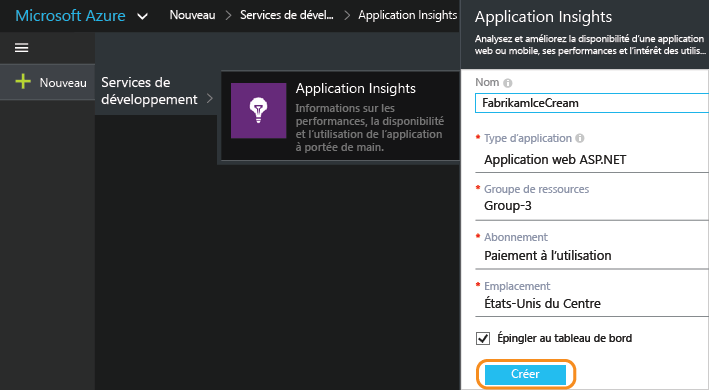 Microsoft Azure Nouveau Services de dével... Application Insights
Nouveau
Services de
développement
Application Insights
Informations sur les
performances, la disponibilité
et l'utilisation de l'application
à portée de main.
Application Insights
Analysez et améliorez la disponibilité d'une application
web ou mobile, ses performances et l'intérêt des utilis...
Nom
FabrikamIceCream
* Type d'application
Application web ASP.NET
* Groupe de ressources
Group-3
* Abonnement
Paiement à l'utilisation
* Emplacement
États-Unis du Centre
Épingler au tableau de bord
Créer